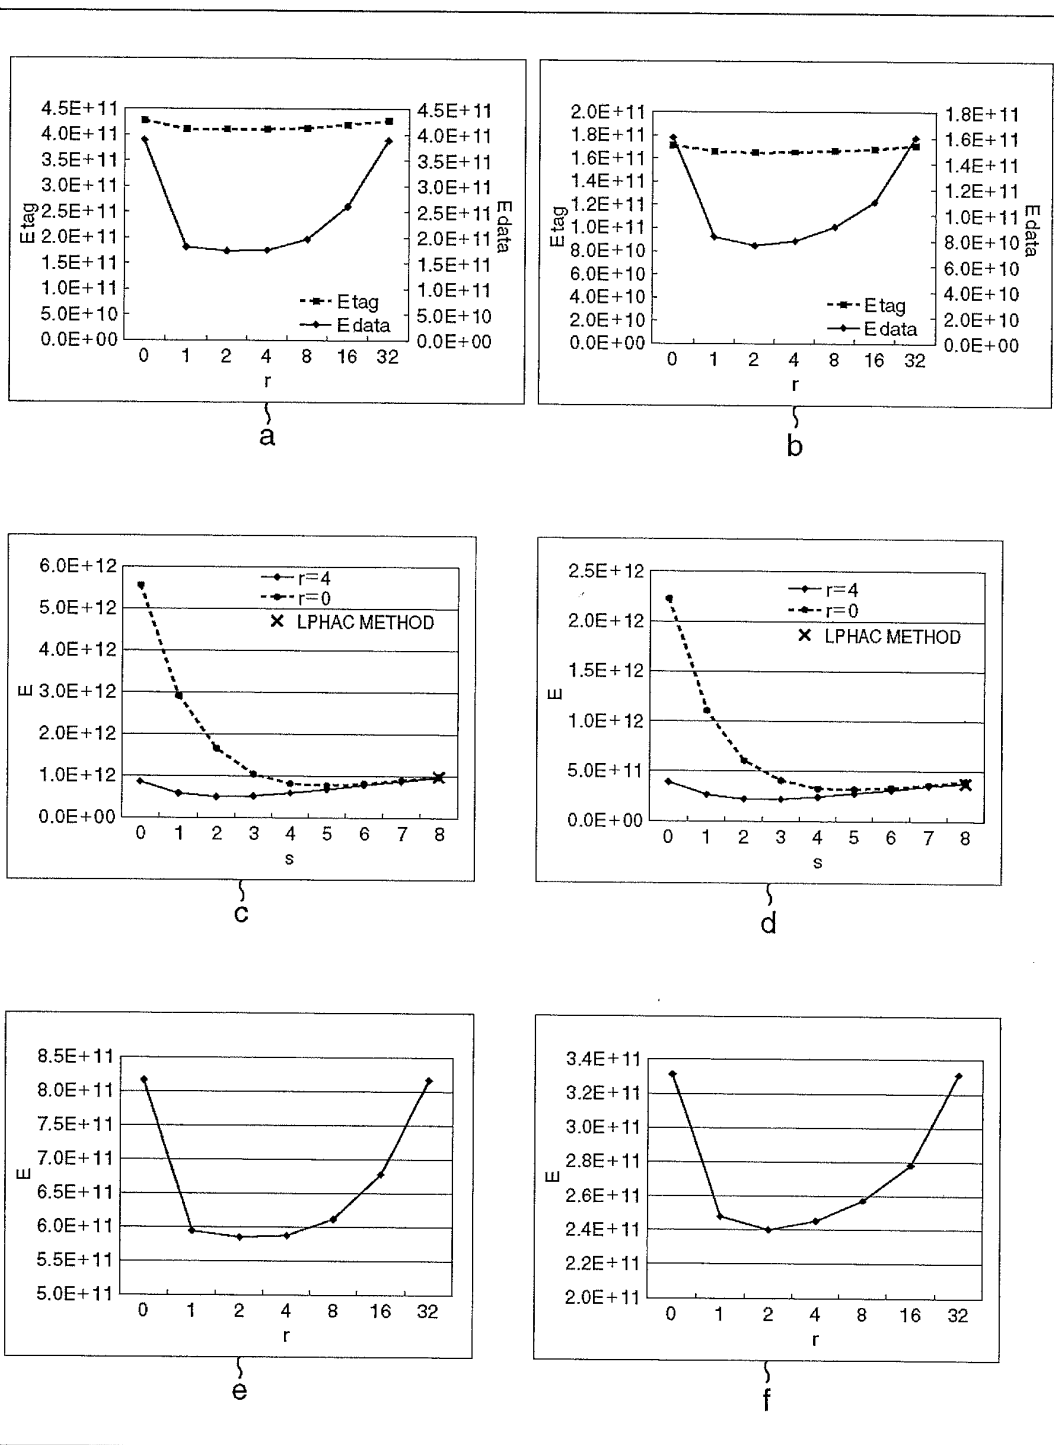 4.5E+11
4.0E+11
3.5E+11
3.0E+11
2.5E+11
2.0E+11
1.5E+11
1.0E+11
5.0E+10
0.0E+00
Etag
4.5E+11
4.0E+11
3.5E+11
3.0E+11
2.5E+11
2.0E+11
1.5E+11
1.0E+11
5.0E+10
0.0E+00
Edata
Etag
Edata
0 1 2 4 8 16 32
r
a
2.0E+11
1.8E+11
1.6E+11
1.4E+11
1.2E+11
1.0E+11
8.0E+10
6.0E+10
4.0E+10
2.0E+10
0.0E+00
Etag
1.8E+11
1.6E+11
1.4E+11
1.2E+11
1.0E+11
8.0E+10
6.0E+10
4.0E+10
2.0E+10
0.0E+00
Edata
Etag
Edata
0 1 2 4 8 16 32
r
b
6.0E+12
5.0E+12
4.0E+12
3.0E+12
2.0E+12
1.0E+12
0.0E+00
E
r=4
r=0
LPHAC METHOD
0 1 2 3 4 5 6 7 8
s
c
2.5E+12
2.0E+12
1.5E+12
1.0E+12
5.0E+11
0.0E+00
E
r=4
r=0
LPHAC METHOD
0 1 2 3 4 5 6 7 8
s
d
8.5E+11
8.0E+11
7.5E+11
7.0E+11
6.5E+11
6.0E+11
5.5E+11
5.0E+11
E
0 1 2 4 8 16 32
r
e
3.4E+11
3.2E+11
3.0E+11
2.8E+11
2.6E+11
2.4E+11
2.2E+11
2.0E+11
E
0 1 2 4 8 16 32
r
f